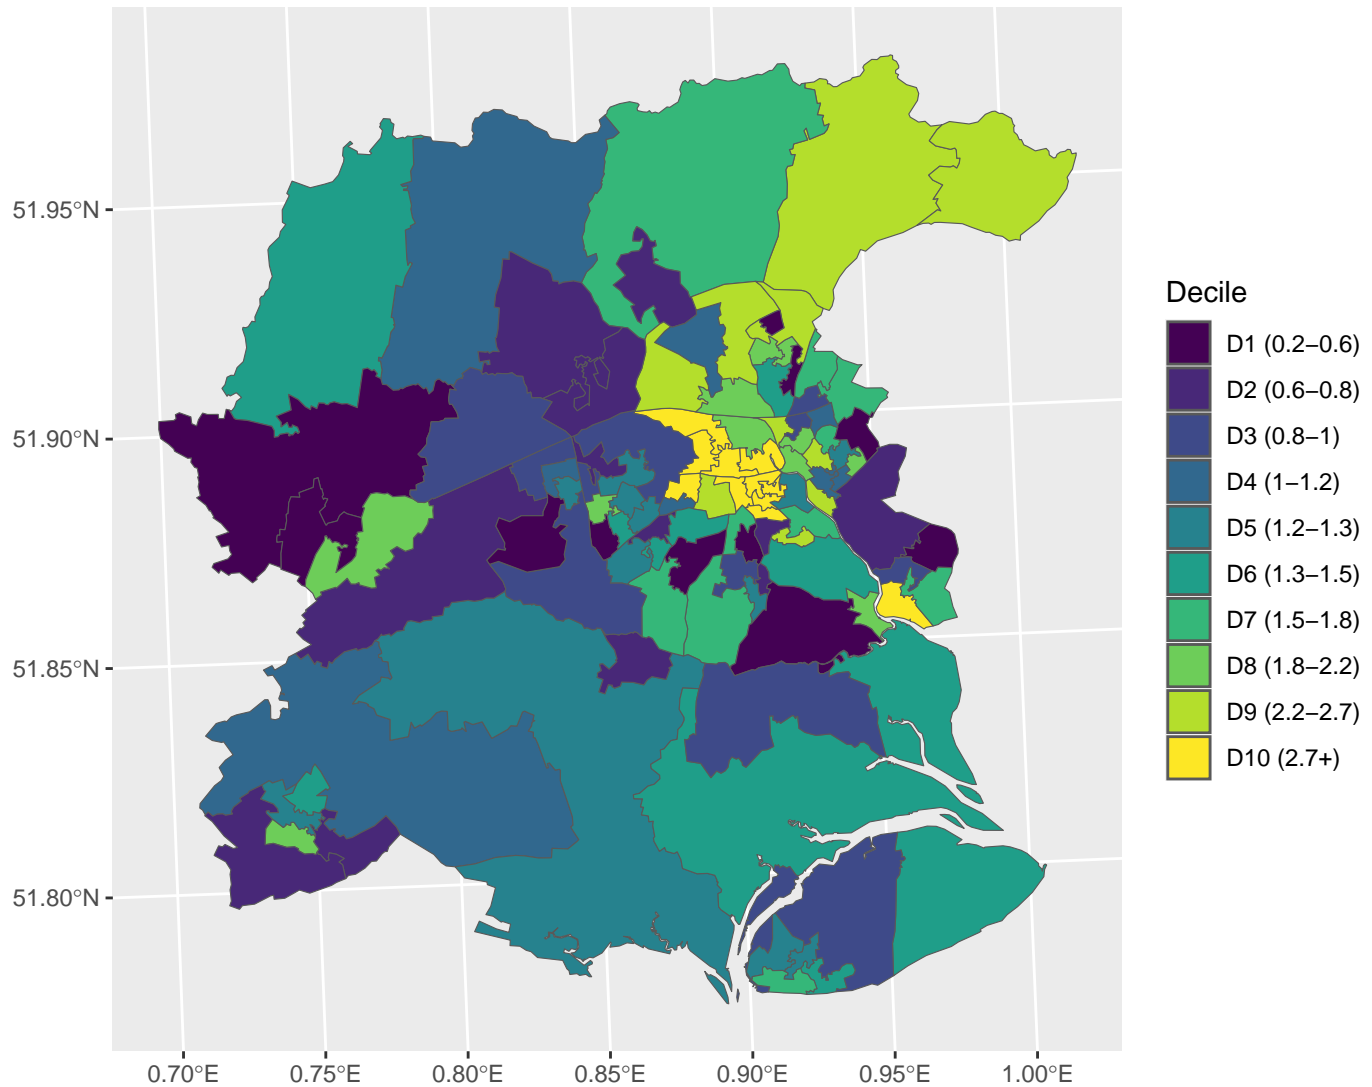 51.95°N
51.90°N
51.85°N
51.80°N
0.70°E
0.75°E
0.80°E
0.85°E
0.90°E
0.95°E
1.00°E
Decile
D1 (0.2–0.6)
D2 (0.6–0.8)
D3 (0.8–1)
D4 (1–1.2)
D5 (1.2–1.3)
D6 (1.3–1.5)
D7 (1.5–1.8)
D8 (1.8–2.2)
D9 (2.2–2.7)
D10 (2.7+)